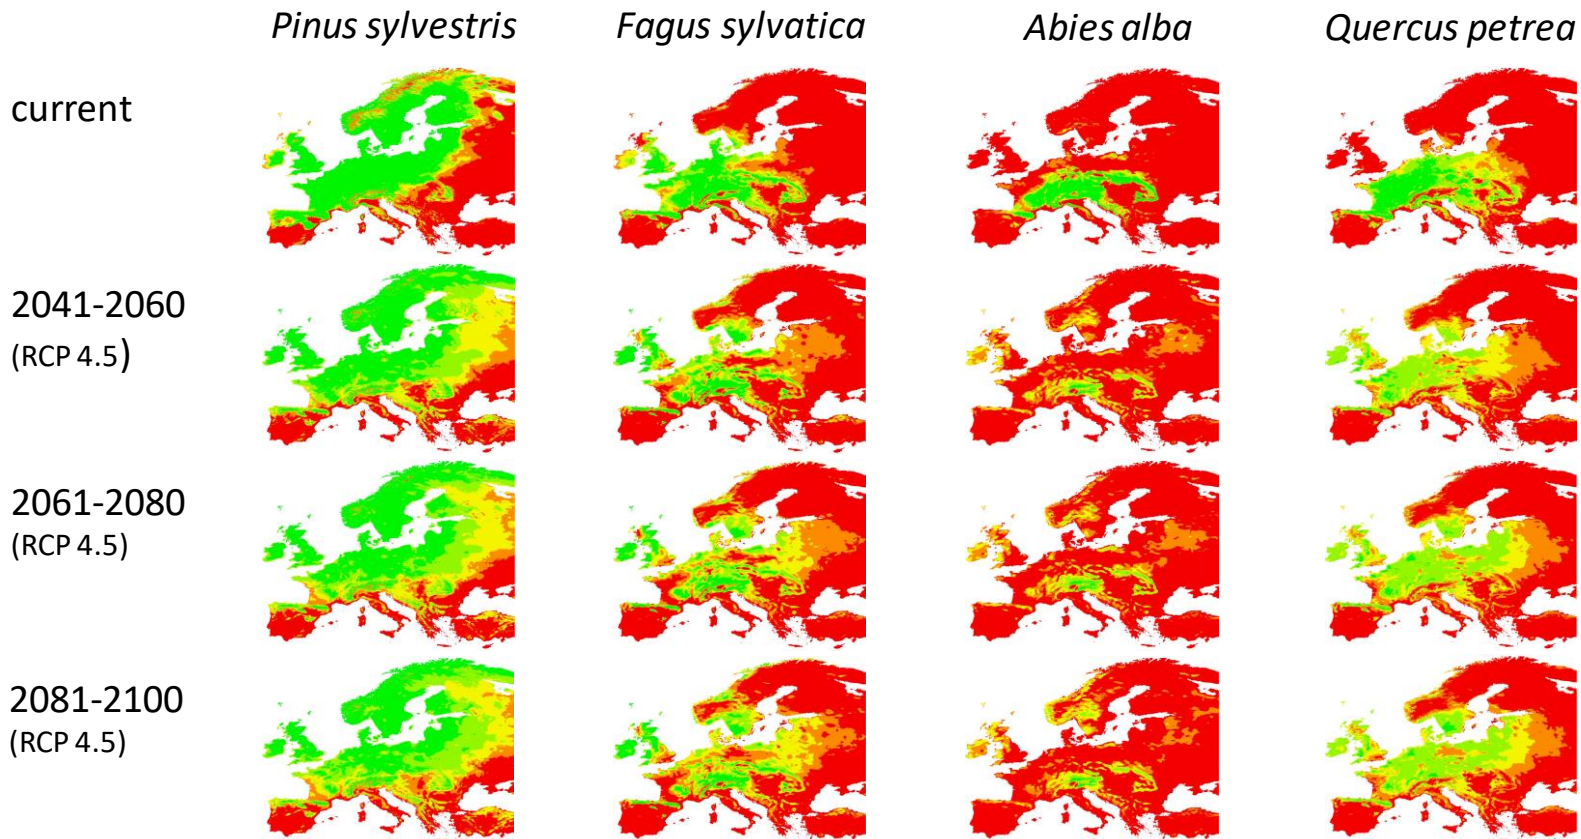 Pinus sylvestris Fagus sylvatica Abies alba Quercus petrea
current
2041-2060
(RCP 4.5)
2061-2080
(RCP 4.5)
2081-2100
(RCP 4.5)